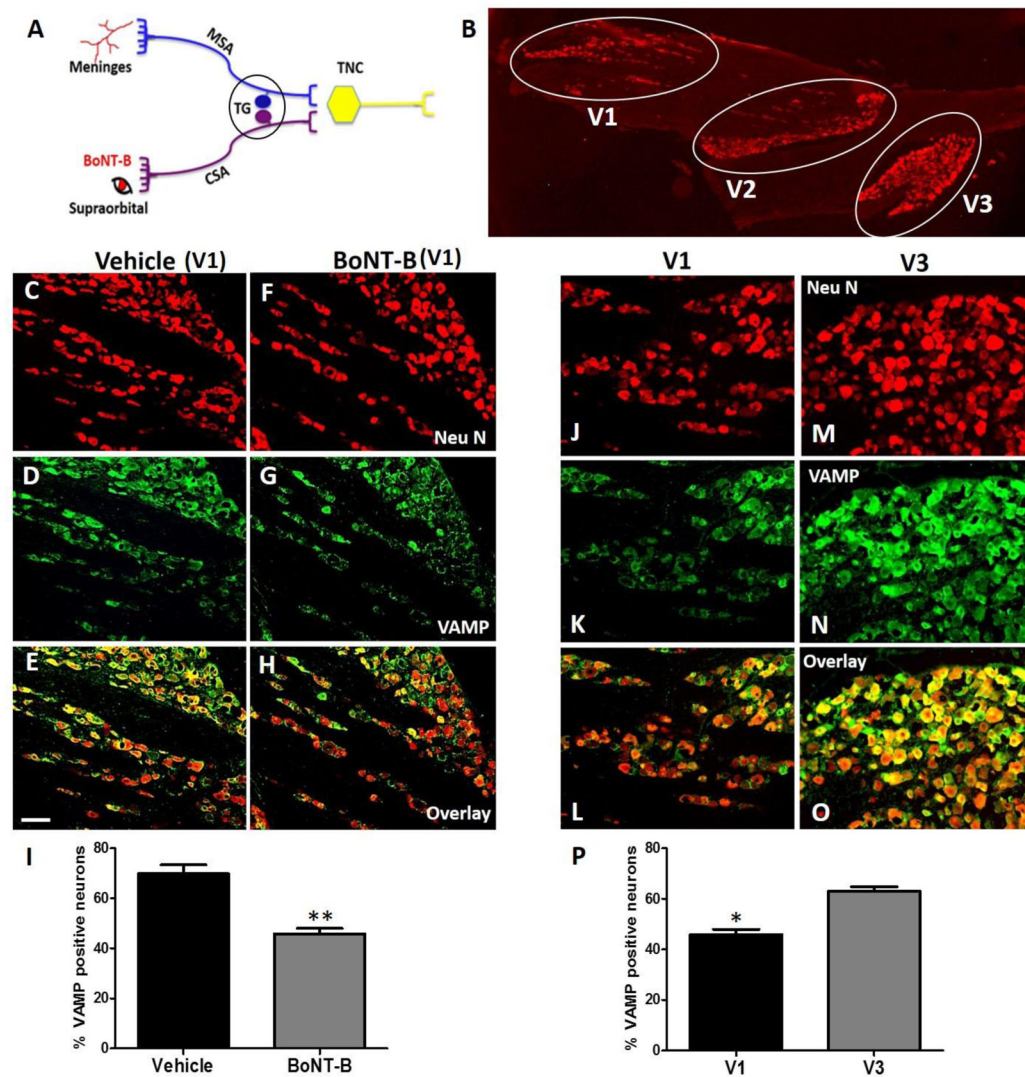 A
MSA
Meninges
TG
TNC
BoNT-B
CSA
Supraorbital
B
V1
V2
V3
Vehicle (V1)
BoNT-B (V1)
C
F
Neu N
D
G
VAMP
E
H
Overlay
V1
V3
Neu N
J
M
VAMP
K
N
Overlay
L
O
I
% VAMP positive neurons
80
60
40
20
0
**
Vehicle
BoNT-B
P
% VAMP positive neurons
80
60
40
20
0
*
V1
V3